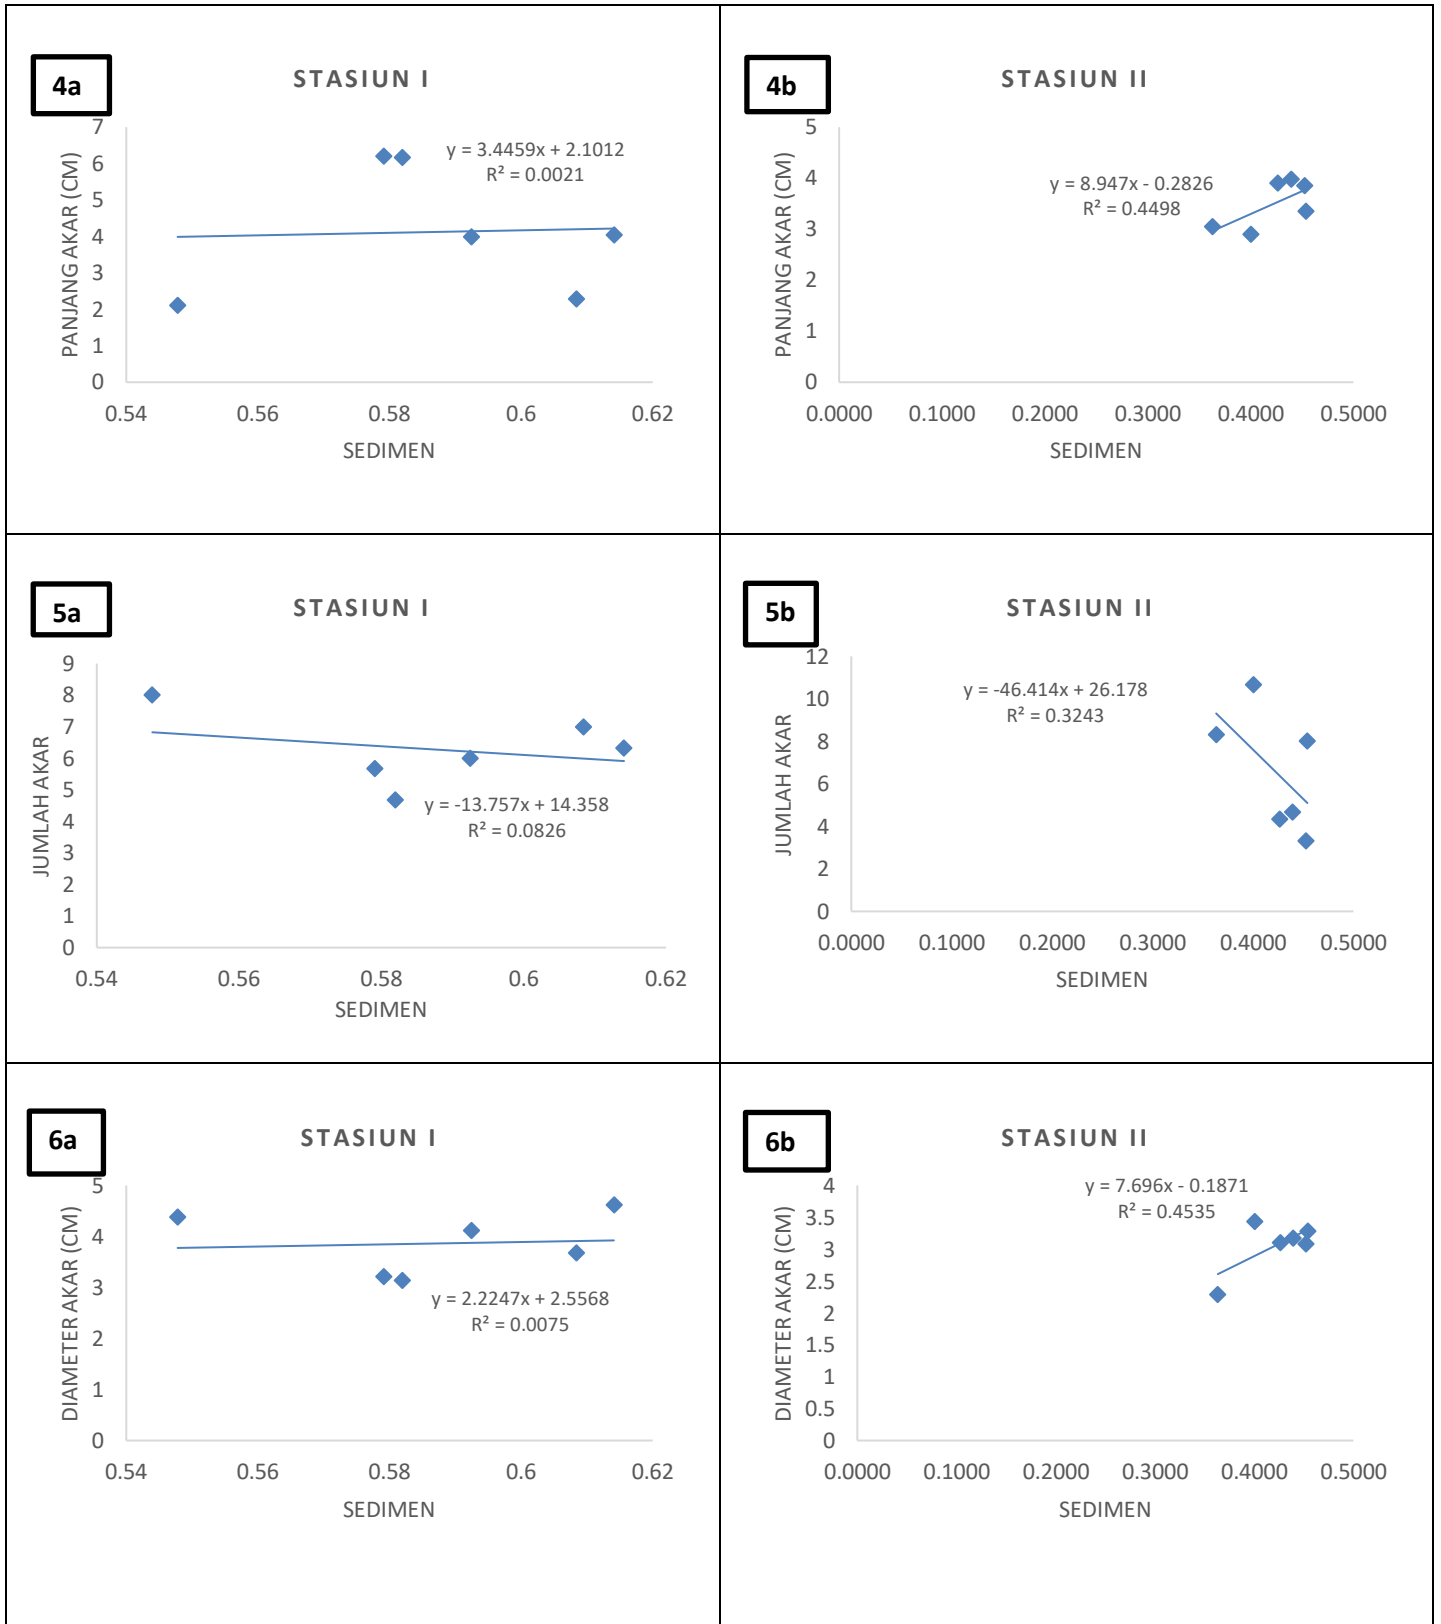 4a
STASIUN I
PANJANG AKAR (CM)
7
6
5
4
3
2
1
0
y = 3.4459x + 2.1012
R² = 0.0021
0.54 0.56 0.58 0.6 0.62
SEDIMEN
4b
STASIUN II
PANJANG AKAR (CM)
5
4
3
2
1
0
y = 8.947x - 0.2826
R² = 0.4498
0.0000 0.1000 0.2000 0.3000 0.4000 0.5000
SEDIMEN
5a
STASIUN I
JUMLAH AKAR
9
8
7
6
5
4
3
2
1
0
y = -13.757x + 14.358
R² = 0.0826
0.54 0.56 0.58 0.6 0.62
SEDIMEN
5b
STASIUN II
JUMLAH AKAR
12
10
8
6
4
2
0
y = -46.414x + 26.178
R² = 0.3243
0.0000 0.1000 0.2000 0.3000 0.4000 0.5000
SEDIMEN
6a
STASIUN I
DIAMETER AKAR (CM)
5
4
3
2
1
0
y = 2.2247x + 2.5568
R² = 0.0075
0.54 0.56 0.58 0.6 0.62
SEDIMEN
6b
STASIUN II
DIAMETER AKAR (CM)
4
3.5
3
2.5
2
1.5
1
0.5
0
y = 7.696x - 0.1871
R² = 0.4535
0.0000 0.1000 0.2000 0.3000 0.4000 0.5000
SEDIMEN